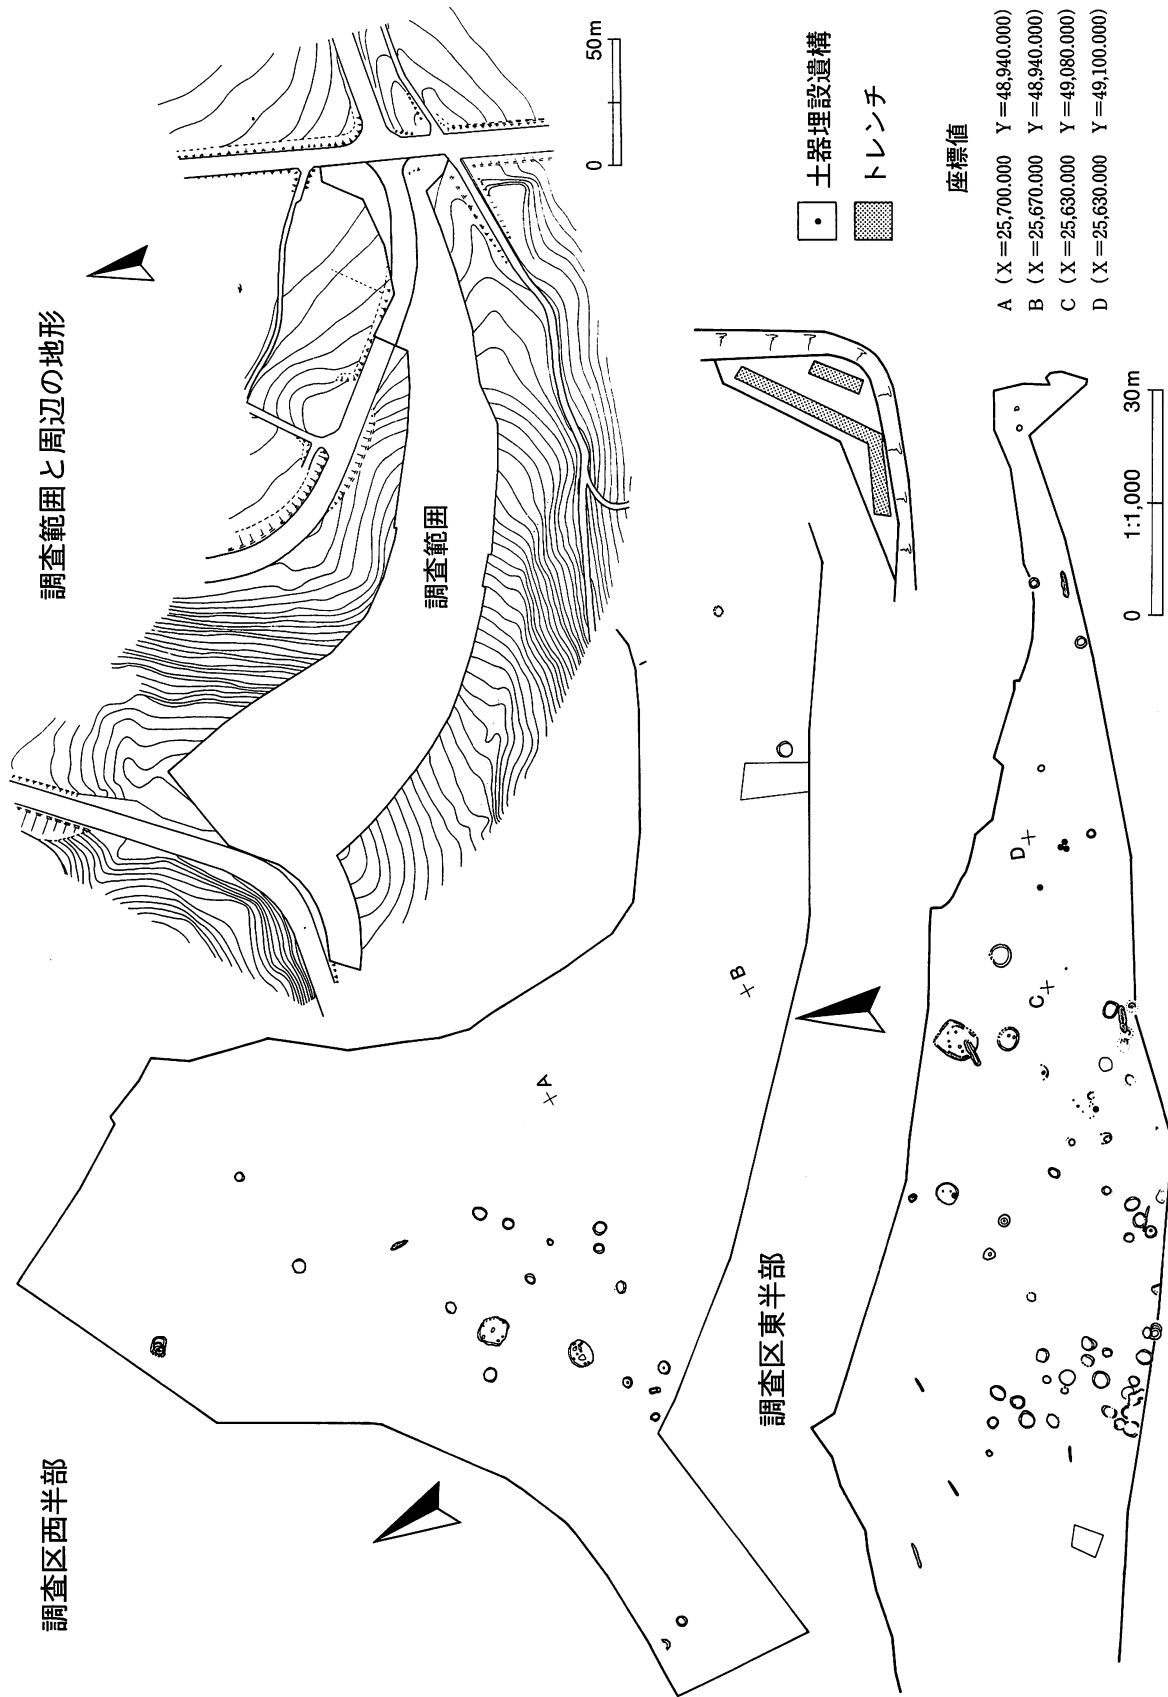 調査範囲と周辺の地形
調査範囲
0 50m
調査区西半部
A
B
調査区東半部
C
D
土器埋設遺構
トレンチ
座標値
A (X=25,700.000 Y=48,940.000)
B (X=25,670.000 Y=48,940.000)
C (X=25,630.000 Y=49,080.000)
D (X=25,630.000 Y=49,100.000)
0 1:1,000 30m